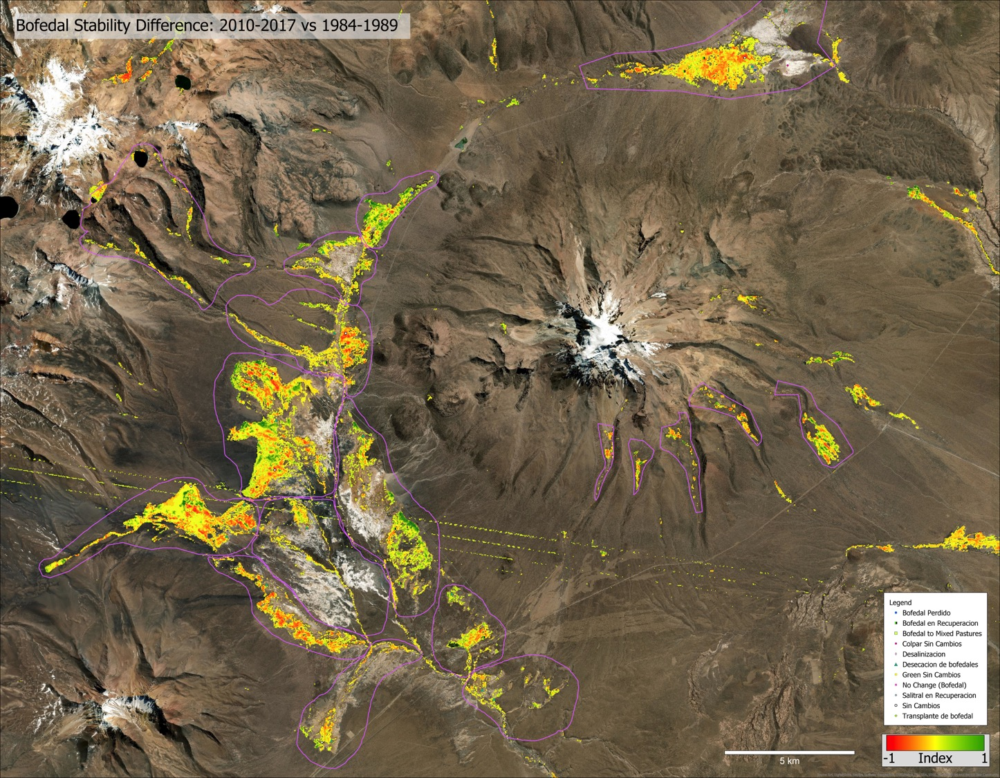 Bofedal Stability Difference: 2010-2017 vs 1984-1989
Legend
Bofedal Perdido
Bofedal en Recuperacion
Bofedal to Mixed Pastures
Colpar Sin Cambios
Desalinizacion
Desecacion de bofedales
Green Sin Cambios
No Change (Bofedal)
Salitral en Recuperacion
Sin Cambios
Transplante de bofedal
5 km
-1 Index 1